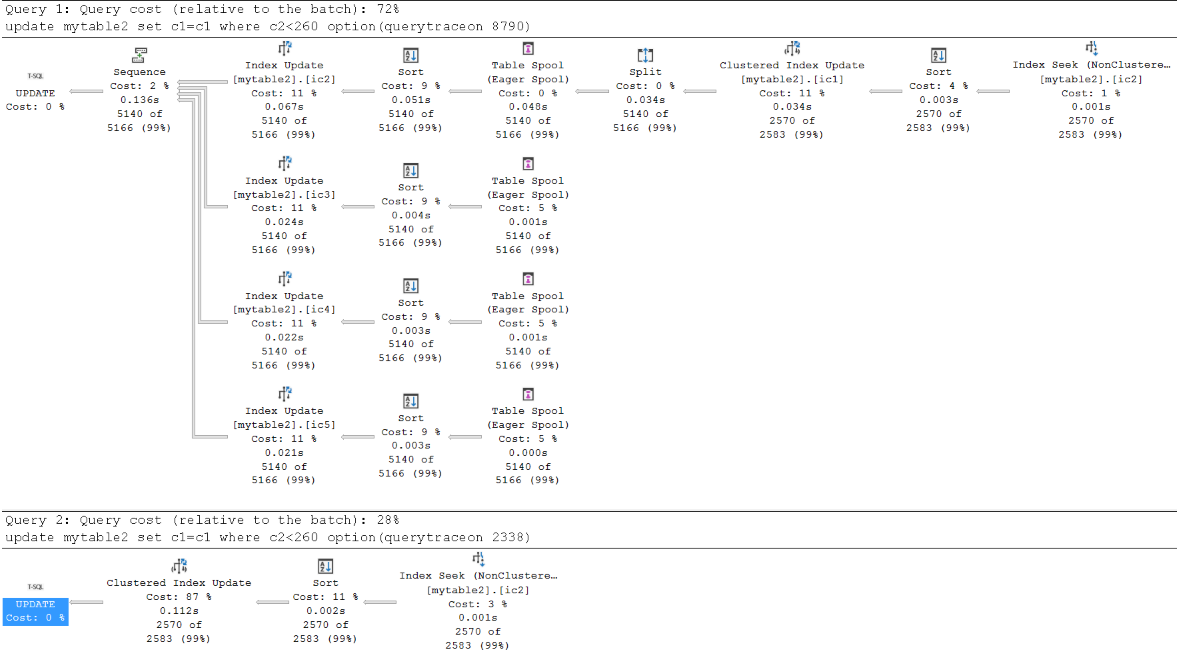 Query 1: Query cost (relative to the batch): 72%
update mytable2 set c1=c1 where c2<260 option(querytraceon 8790)
T-SQL
UPDATE
Cost: 0 %
Sequence
Cost: 2 %
0.136s
5140 of
5166 (99%)
Index Update
[mytable2].[ic2]
Cost: 11 %
0.067s
5140 of
5166 (99%)
Sort
Cost: 9 %
0.051s
5140 of
5166 (99%)
Table Spool
(Eager Spool)
Cost: 0 %
0.048s
5140 of
5166 (99%)
Split
Cost: 0 %
0.034s
5140 of
5166 (99%)
Clustered Index Update
[mytable2].[ic1]
Cost: 11 %
0.034s
2570 of
2583 (99%)
Sort
Cost: 4 %
0.003s
2570 of
2583 (99%)
Index Seek (NonClustere…
[mytable2].[ic2]
Cost: 1 %
0.001s
2570 of
2583 (99%)
Index Update
[mytable2].[ic3]
Cost: 11 %
0.024s
5140 of
5166 (99%)
Sort
Cost: 9 %
0.004s
5140 of
5166 (99%)
Table Spool
(Eager Spool)
Cost: 5 %
0.001s
5140 of
5166 (99%)
Index Update
[mytable2].[ic4]
Cost: 11 %
0.022s
5140 of
5166 (99%)
Sort
Cost: 9 %
0.003s
5140 of
5166 (99%)
Table Spool
(Eager Spool)
Cost: 5 %
0.001s
5140 of
5166 (99%)
Index Update
[mytable2].[ic5]
Cost: 11 %
0.021s
5140 of
5166 (99%)
Sort
Cost: 9 %
0.003s
5140 of
5166 (99%)
Table Spool
(Eager Spool)
Cost: 5 %
0.000s
5140 of
5166 (99%)
Query 2: Query cost (relative to the batch): 28%
update mytable2 set c1=c1 where c2<260 option(querytraceon 2338)
T-SQL
UPDATE
Cost: 0 %
Clustered Index Update
Cost: 87 %
0.112s
2570 of
2583 (99%)
Sort
Cost: 11 %
0.002s
2570 of
2583 (99%)
Index Seek (NonClustere…
[mytable2].[ic2]
Cost: 3 %
0.001s
2570 of
2583 (99%)